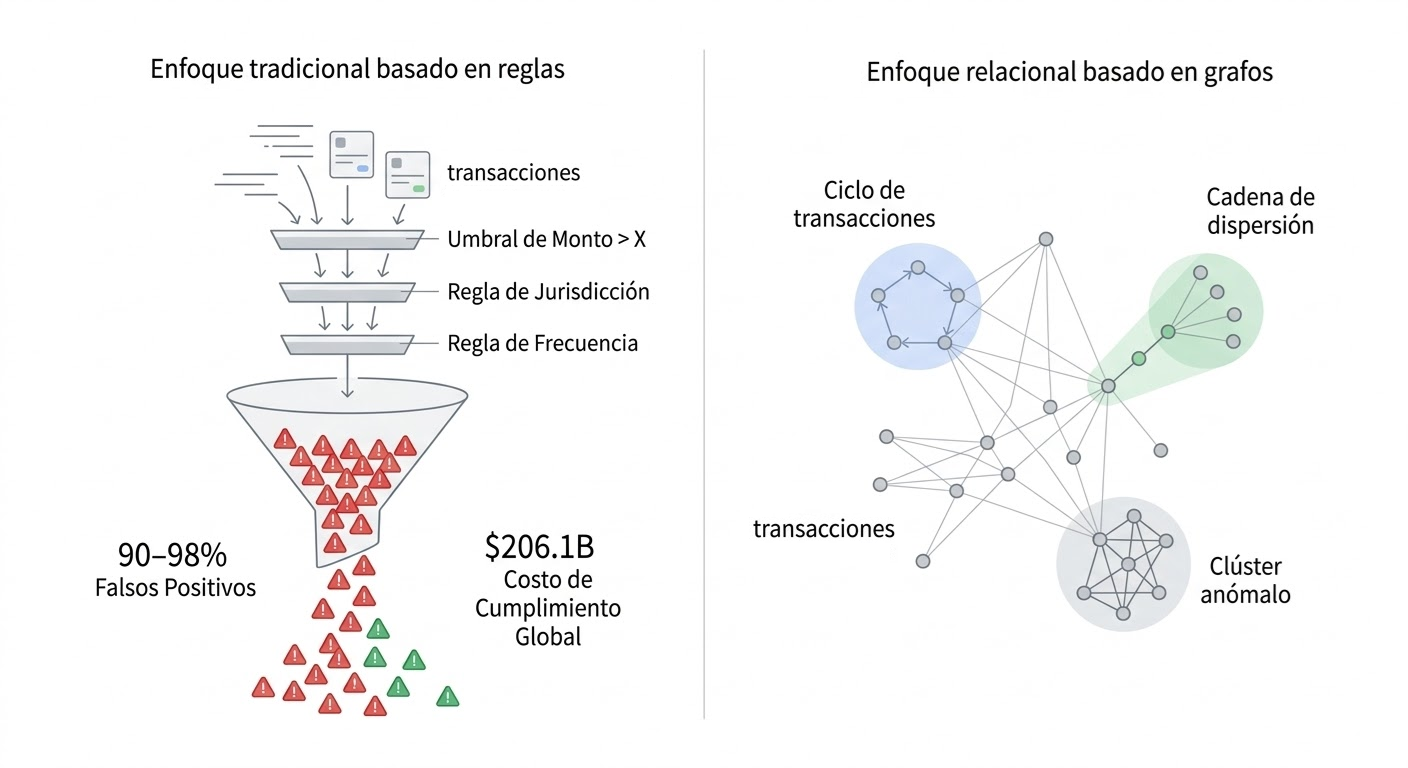 Enfoque tradicional basado en reglas
transacciones
Umbral de Monto > X
Regla de Jurisdicción
Regla de Frecuencia
90–98%
Falsos Positivos
$206.1B
Costo de
Cumplimiento
Global
Enfoque relacional basado en grafos
Ciclo de
transacciones
Cadena de
dispersión
transacciones
Clúster
anómalo